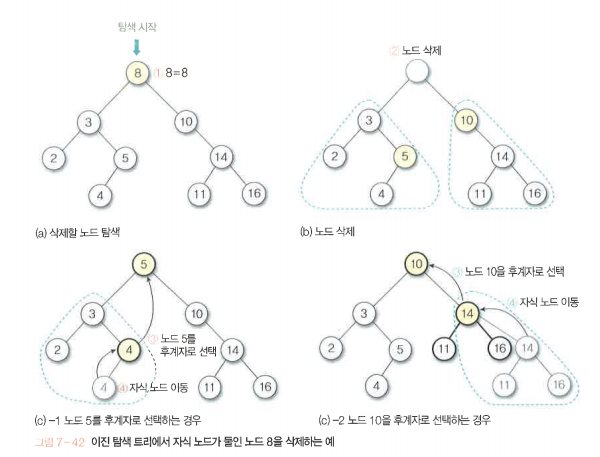 탐색 시작
8 ① 8=8
3 10
2 5 14
4 11 16
(a) 삭제할 노드 탐색
② 노드 삭제
3 10
2 5 14
4 11 16
(b) 노드 삭제
5
3 10
2 4 14
4 11 16
③ 노드 5를
후계자로 선택
④ 자식 노드 이동
(c) -1 노드 5를 후계자로 선택하는 경우
10
③ 노드 10을 후계자로 선택
④ 자식 노드 이동
3 14
2 5 11 16 14
4 11 16
(c) -2 노드 10을 후계자로 선택하는 경우
그림 7-42 이진 탐색 트리에서 자식 노드가 둘인 노드 8을 삭제하는 예